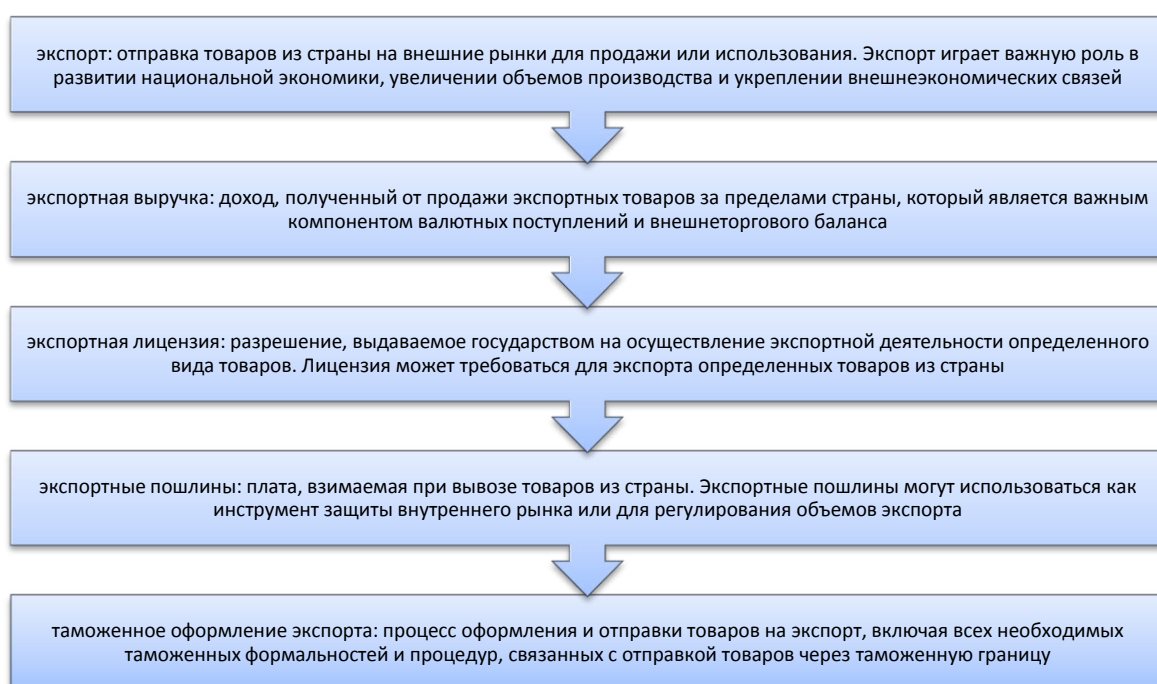 экспорт: отправка товаров из страны на внешние рынки для продажи или использования. Экспорт играет важную роль в
развитии национальной экономики, увеличении объемов производства и укреплении внешнеэкономических связей
экспортная выручка: доход, полученный от продажи экспортных товаров за пределами страны, который является важным
компонентом валютных поступлений и внешнеторгового баланса
экспортная лицензия: разрешение, выдаваемое государством на осуществление экспортной деятельности определенного
вида товаров. Лицензия может требоваться для экспорта определенных товаров из страны
экспортные пошлины: плата, взимаемая при вывозе товаров из страны. Экспортные пошлины могут использоваться как
инструмент защиты внутреннего рынка или для регулирования объемов экспорта
таможенное оформление экспорта: процесс оформления и отправки товаров на экспорт, включая всех необходимых
таможенных формальностей и процедур, связанных с отправкой товаров через таможенную границу